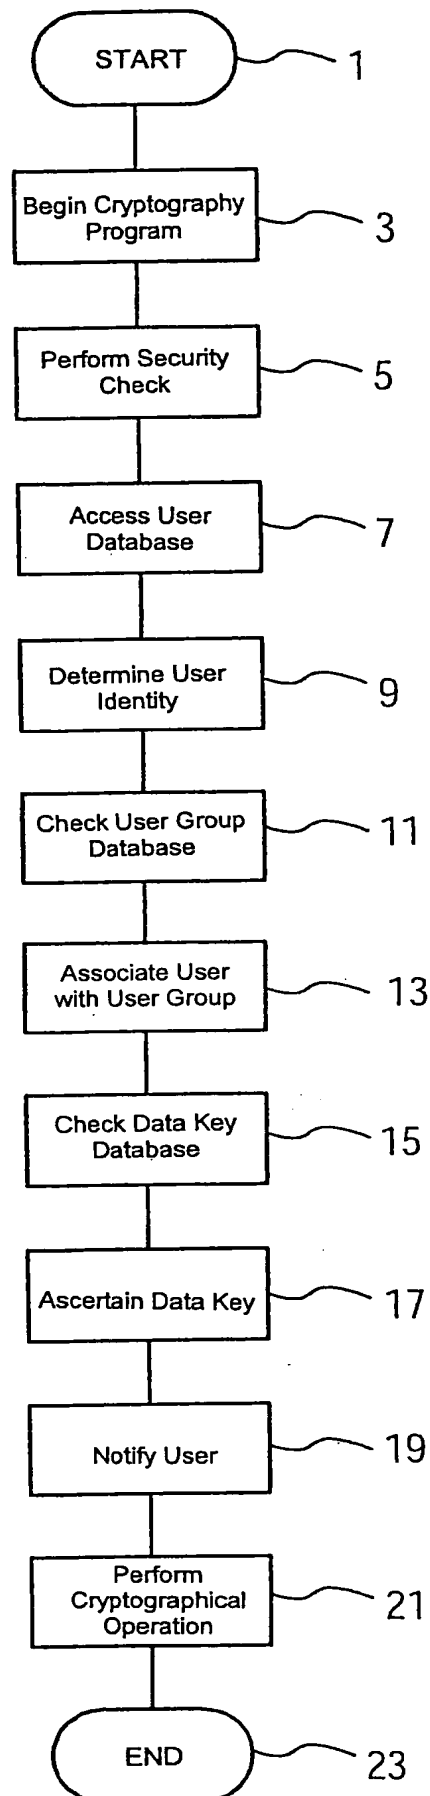 START
1
Begin Cryptography
Program
3
Perform Security
Check
5
Access User
Database
7
Determine User
Identity
9
Check User Group
Database
11
Associate User
with User Group
13
Check Data Key
Database
15
Ascertain Data Key
17
Notify User
19
Perform
Cryptographical
Operation
21
END
23